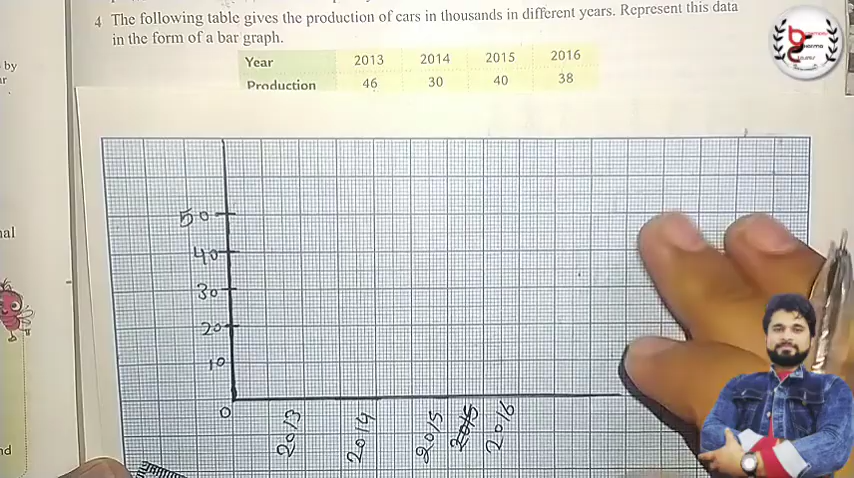 by
4 The following table gives the production of cars in thousands in different years. Represent this data
in the form of a bar graph.
Year 2013 2014 2015 2016
Production 46 30 40 38
50
40
30
20
10
0
2013 2014 2015 2015 2016